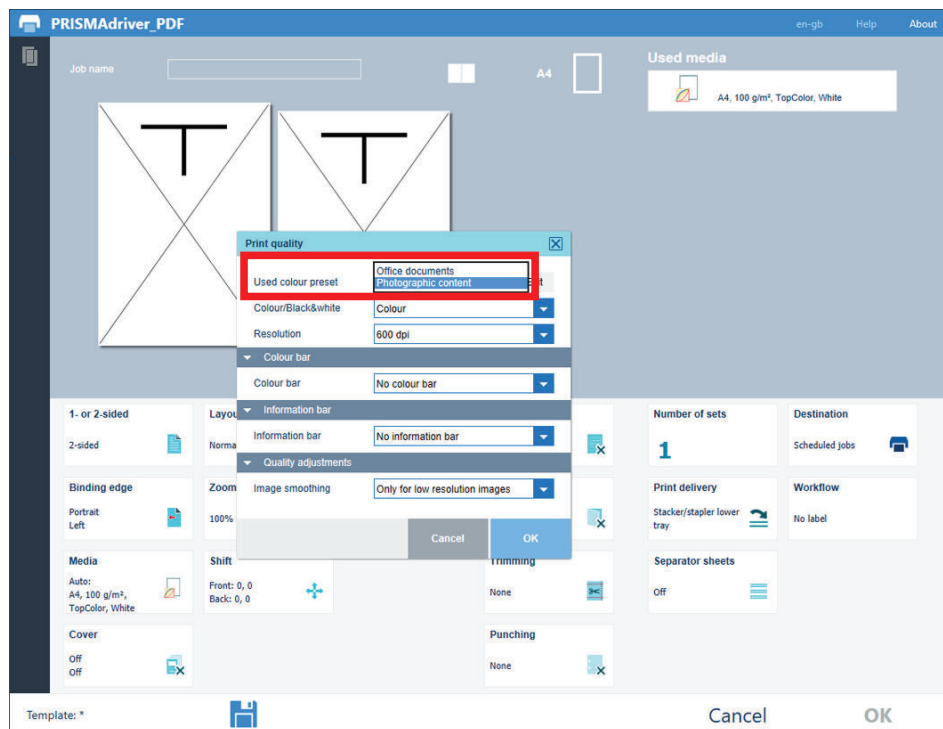 PRISMAdriver_PDF
en-gb Help About
Job name
A4
Used media
A4, 100 g/m², TopColor, White
T T
Print quality
Used colour preset
Office documents
Photographic content
Colour/Black&white Colour
Resolution 600 dpi
Colour bar
Colour bar No colour bar
Information bar
Information bar No information bar
Quality adjustments
Image smoothing Only for low resolution images
Cancel OK
1- or 2-sided
2-sided
Binding edge
Portrait
Left
Zoom
100%
Media
Auto:
A4, 100 g/m²,
TopColor, White
Shift
Front: 0, 0
Back: 0, 0
Cover
Off
Off
Trimming
None
Punching
None
Number of sets
1
Destination
Scheduled jobs
Print delivery
Stacker/stapler lower
tray
Workflow
No label
Separator sheets
Off
Template: *
Cancel OK